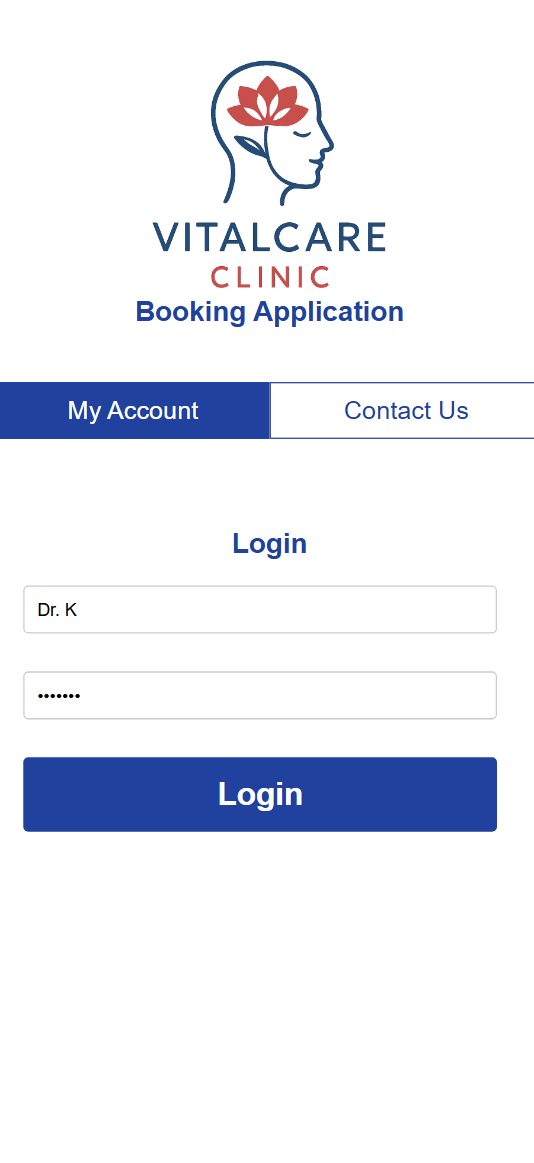 VITALCARE
CLINIC
Booking Application
My Account Contact Us
Login
Dr. K
•••••••
Login